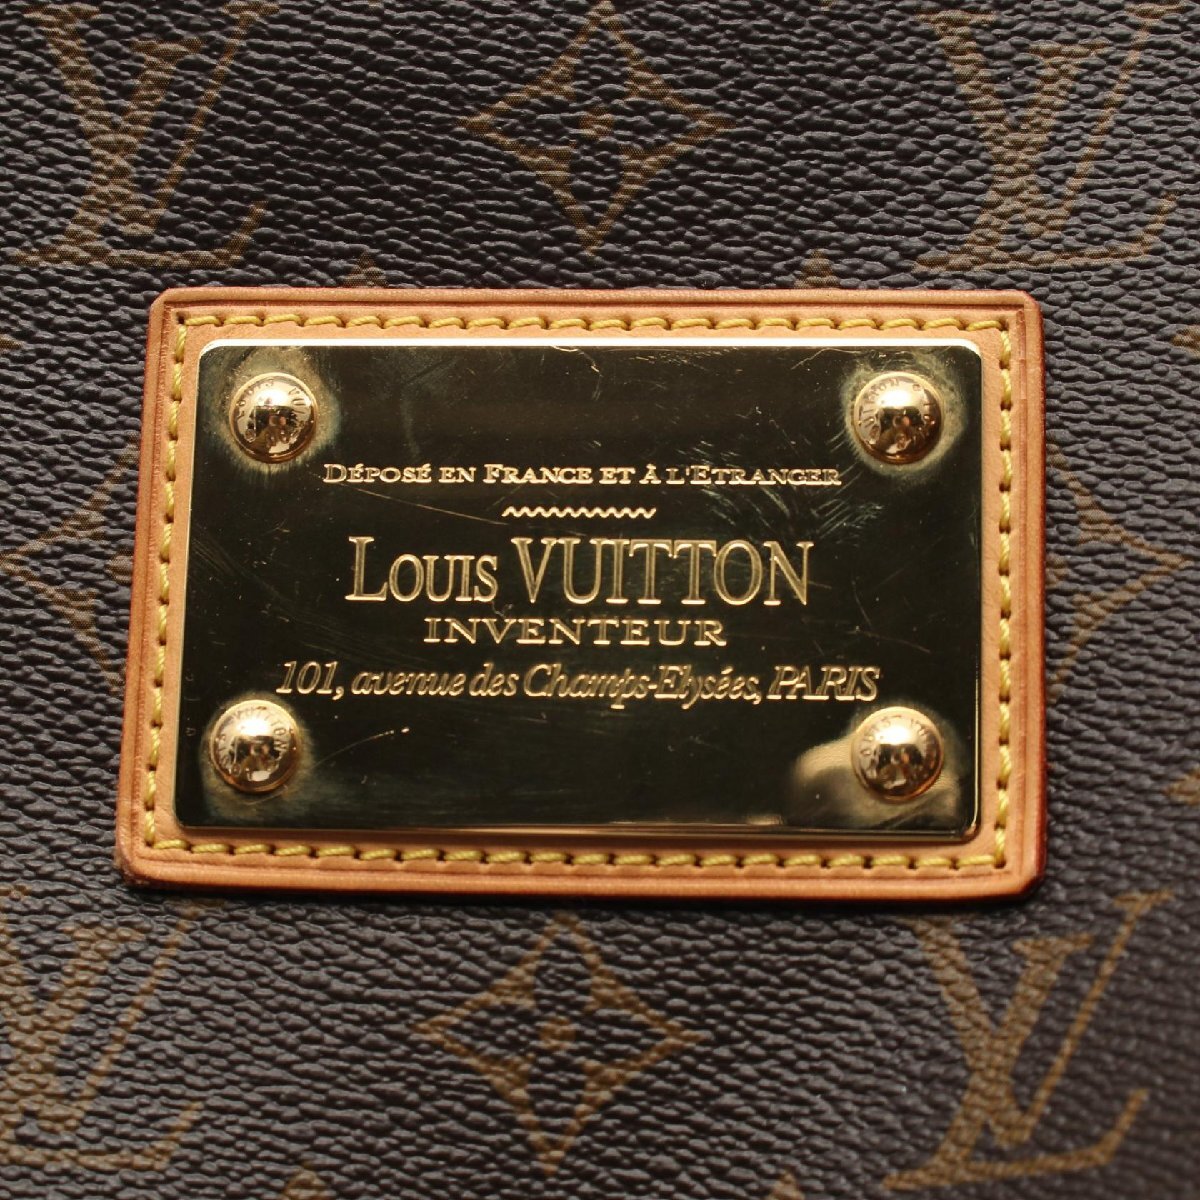 DÉPOSÉ EN FRANCE ET À L'ETRANGER
LOUIS VUITTON
INVENTEUR
101, avenue des Champs-Elysées, PARIS